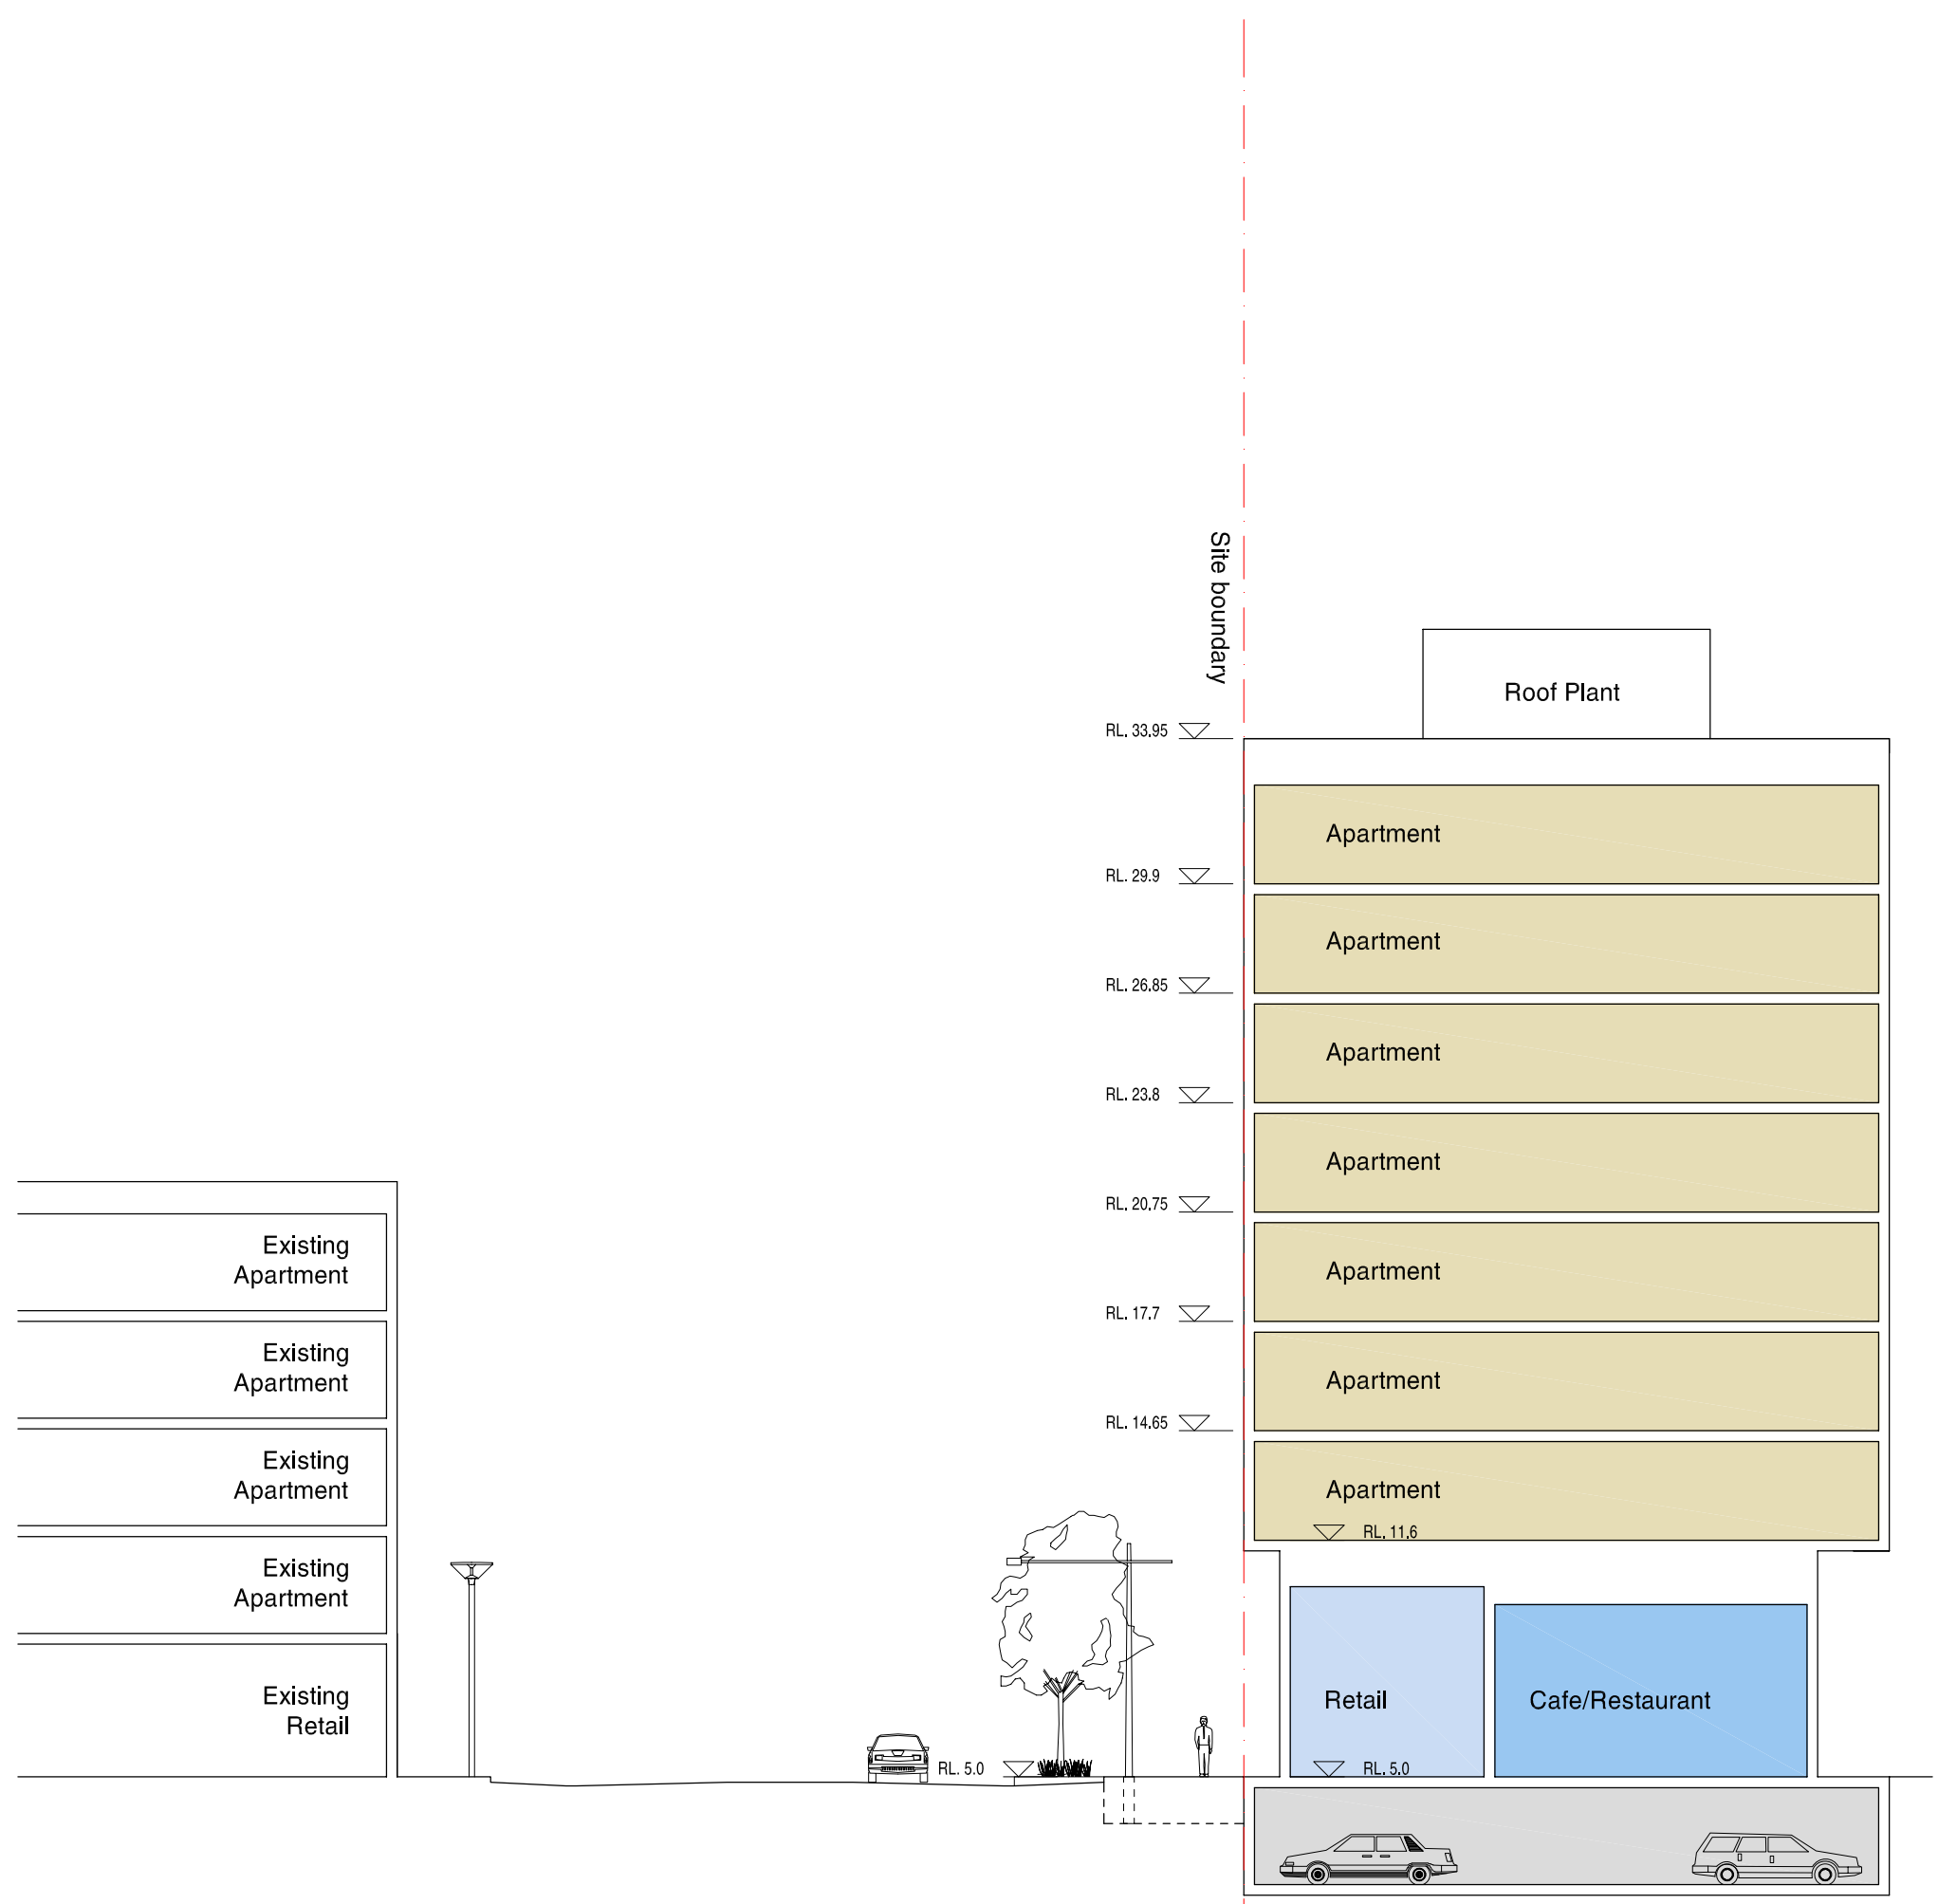 Site boundary
Roof Plant
RL. 33.95
Apartment
RL. 29.9
Apartment
RL. 26.85
Apartment
RL. 23.8
Apartment
RL. 20.75
Apartment
RL. 17.7
Apartment
RL. 14.65
Apartment
RL. 11.6
Existing
Apartment
Existing
Apartment
Existing
Apartment
Existing
Apartment
Existing
Retail
Retail
Cafe/Restaurant
RL. 5.0
RL. 5.0